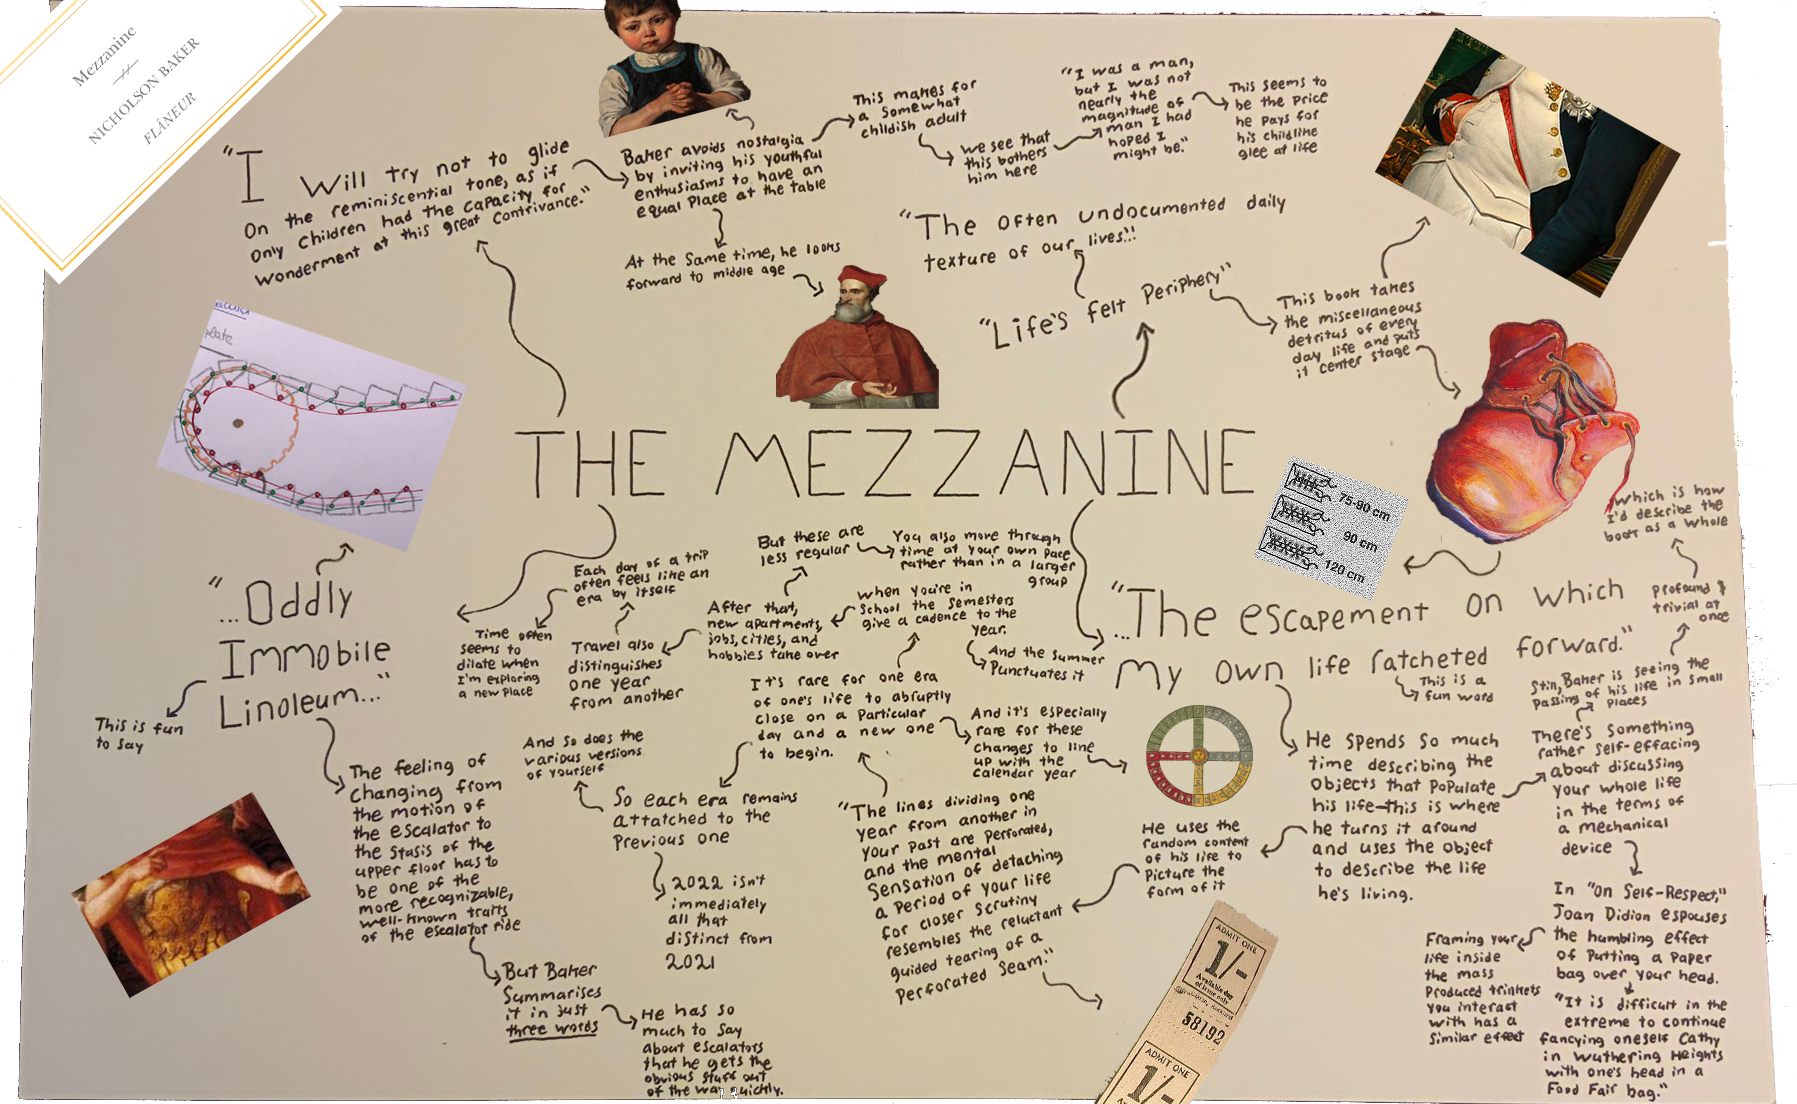 Mezzanine
NICHOLSON BAKER
FLÂNEUR
"I will try not to glide
on the reminiscential tone, as if
only children had the capacity for
wonderment at this great contrivance."
Baker avoids nostalgia
by inviting his youthful
enthusiasms to have an
equal place at the table
This makes for
a somewhat
childish adult
we see that
this bothers
him here
"I was a man,
but I was not
nearly the
magnitude of
man I had
hoped I
might be."
This seems to
be the price
he pays for
his childline
glee at life
At the same time, he looks
forward to middle age
"The often undocumented daily
texture of our lives..."
"Life's felt Periphery"
This book takes
the miscellaneous
detritus of every
day life and puts
it center stage
plate
THE MEZZANINE
75-90 cm
90 cm
120 cm
which is how
I'd describe the
book as a whole
profound &
trivial at
once
"...Oddly
Immobile
Linoleum..."
This is fun
to say
The feeling of
changing from
the motion of
the escalator to
the stasis of the
upper floor has to
be one of the
more recognizable,
well-known traits
of the escalator ride
But Baker
Summarises
it in just
three words
He has so
much to say
about escalators
that he gets the
obvious stuff out
of the way quickly.
Time often
seems to
dilate when
I'm exploring
a new place
Each day of a trip
often feels like an
era by itself
Travel also
distinguishes
one year
from another
After that,
new apartments,
jobs, cities, and
hobbies take over
But these are
less regular
You also move through
time at your own pace
rather than in a larger
group
when you're in
school the semesters
give a cadence to the
year.
And the summer
Punctuates it
It's rare for one era
of one's life to abruptly
close on a particular
day and a new one
to begin.
And it's especially
rare for these
changes to line
up with the
calendar year
And so does the
various versions
of yourself
So each era remains
attatched to the
previous one
2022 isn't
immediately
all that
distinct from
2021
"The lines dividing one
year from another in
your past are perforated,
and the mental
sensation of detaching
a period of your life
for closer scrutiny
resembles the reluctant
guided tearing of a
perforated seam."
"...The escapement on which
my own life ratcheted forward."
This is a
fun word
He spends so much
time describing the
objects that populate
his life—this is where
he turns it around
and uses the object
to describe the life
he's living.
He uses the
random content
of his life to
picture the
form of it
Still, Baker is seeing the
passing of his life in small
places
There's something
rather self-effacing
about discussing
your whole life
in the terms of
a mechanical
device
In "On Self-Respect,"
Joan Didion espouses
the humbling effect
of putting a paper
bag over your head.
"It is difficult in the
extreme to continue
fancying oneself Cathy
in Wuthering Heights
with one's head in a
Food Fair bag."
Framing your
life inside
the mass
produced trinkets
you interact
with has a
similar effect
ADMIT ONE
1/-
Available day
of issue only
58192
ADMIT ONE
1/-